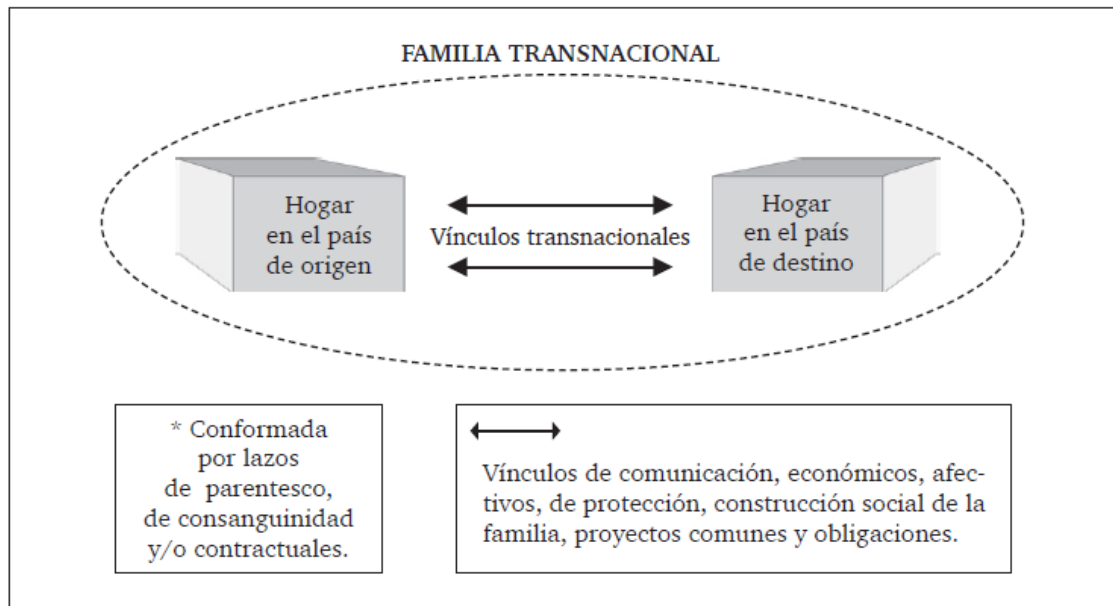 FAMILIA TRANSNACIONAL
Hogar
en el país
de origen
Vínculos transnacionales
Hogar
en el país
de destino
* Conformada
por lazos
de parentesco,
de consanguinidad
y/o contractuales.
Vínculos de comunicación, económicos, afec-
tivos, de protección, construcción social de la
familia, proyectos comunes y obligaciones.